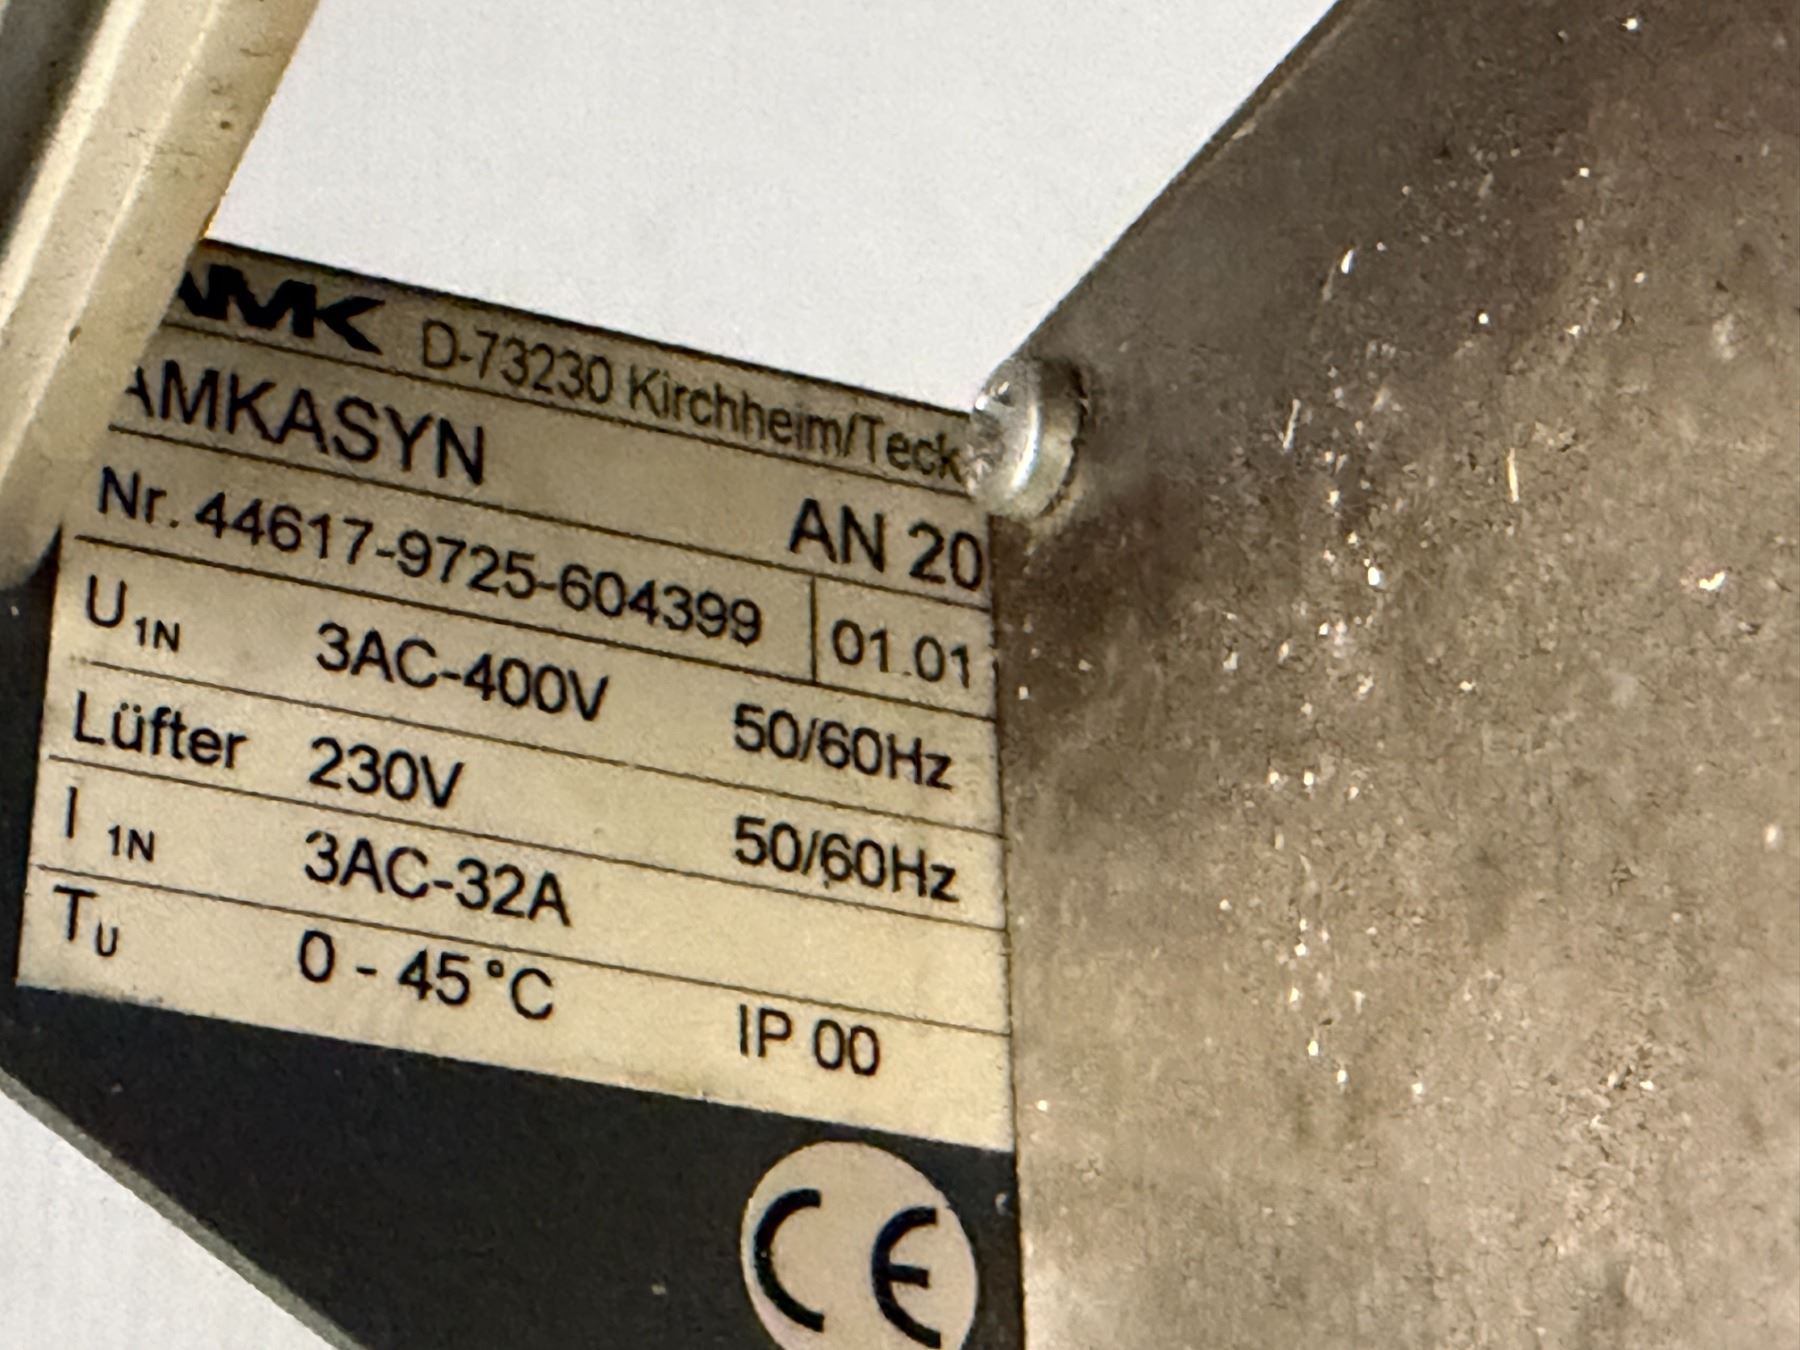 AMK D-73230 Kirchheim/Teck
AMKASYN AN 20
Nr. 44617-9725-604399 01.01
U1N 3AC-400V 50/60Hz
Lüfter 230V 50/60Hz
I 1N 3AC-32A
TU 0 - 45°C IP 00
CE